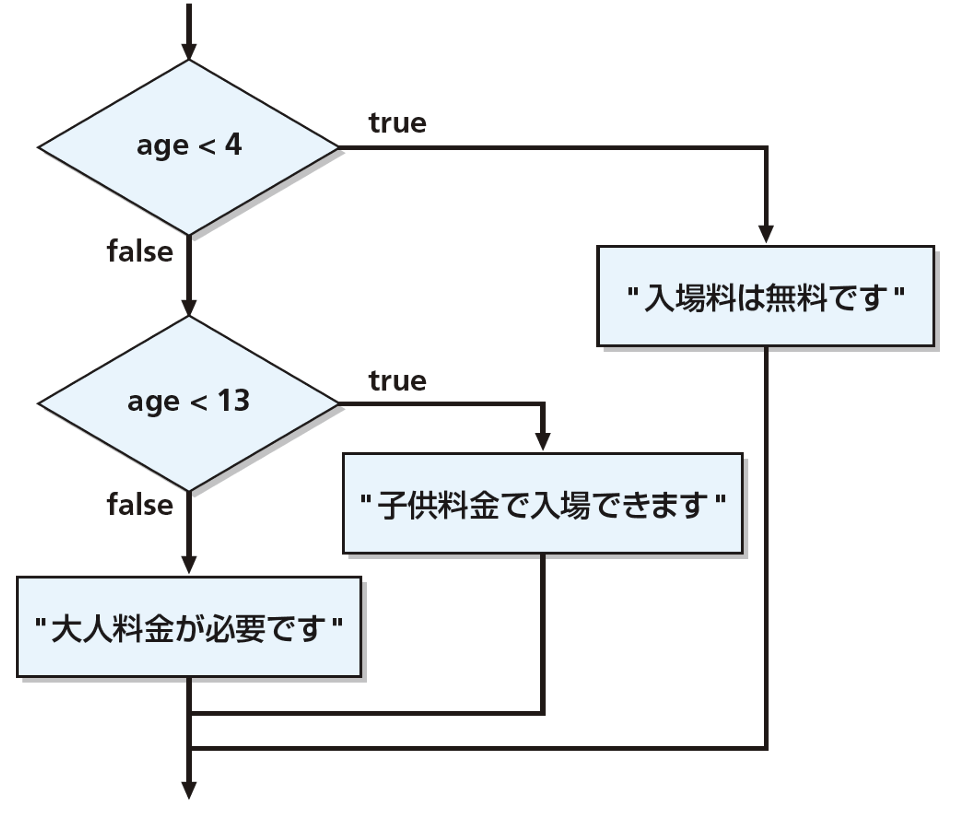 age < 4
true
false
"入場料は無料です"
age < 13
true
"子供料金で入場できます"
false
"大人料金が必要です"